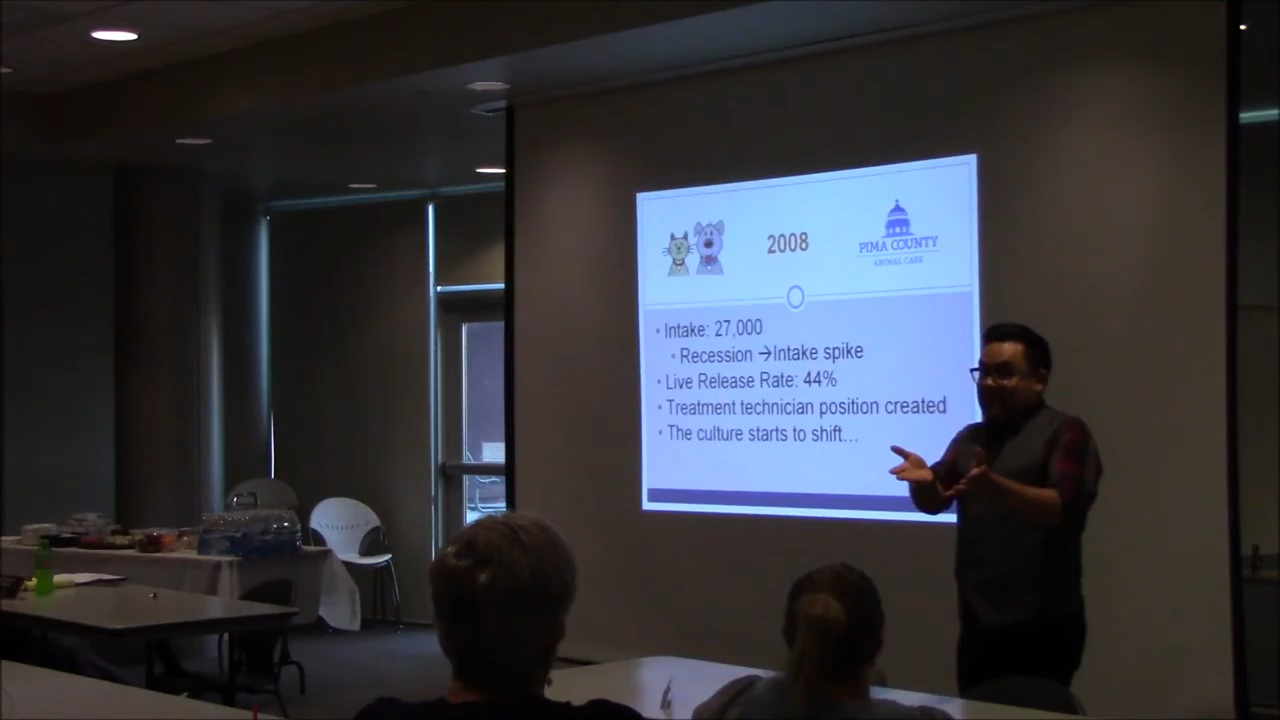 2008
PIMA COUNTY
ANIMAL CARE
• Intake: 27,000
• Recession →Intake spike
• Live Release Rate: 44%
• Treatment technician position created
• The culture starts to shift…